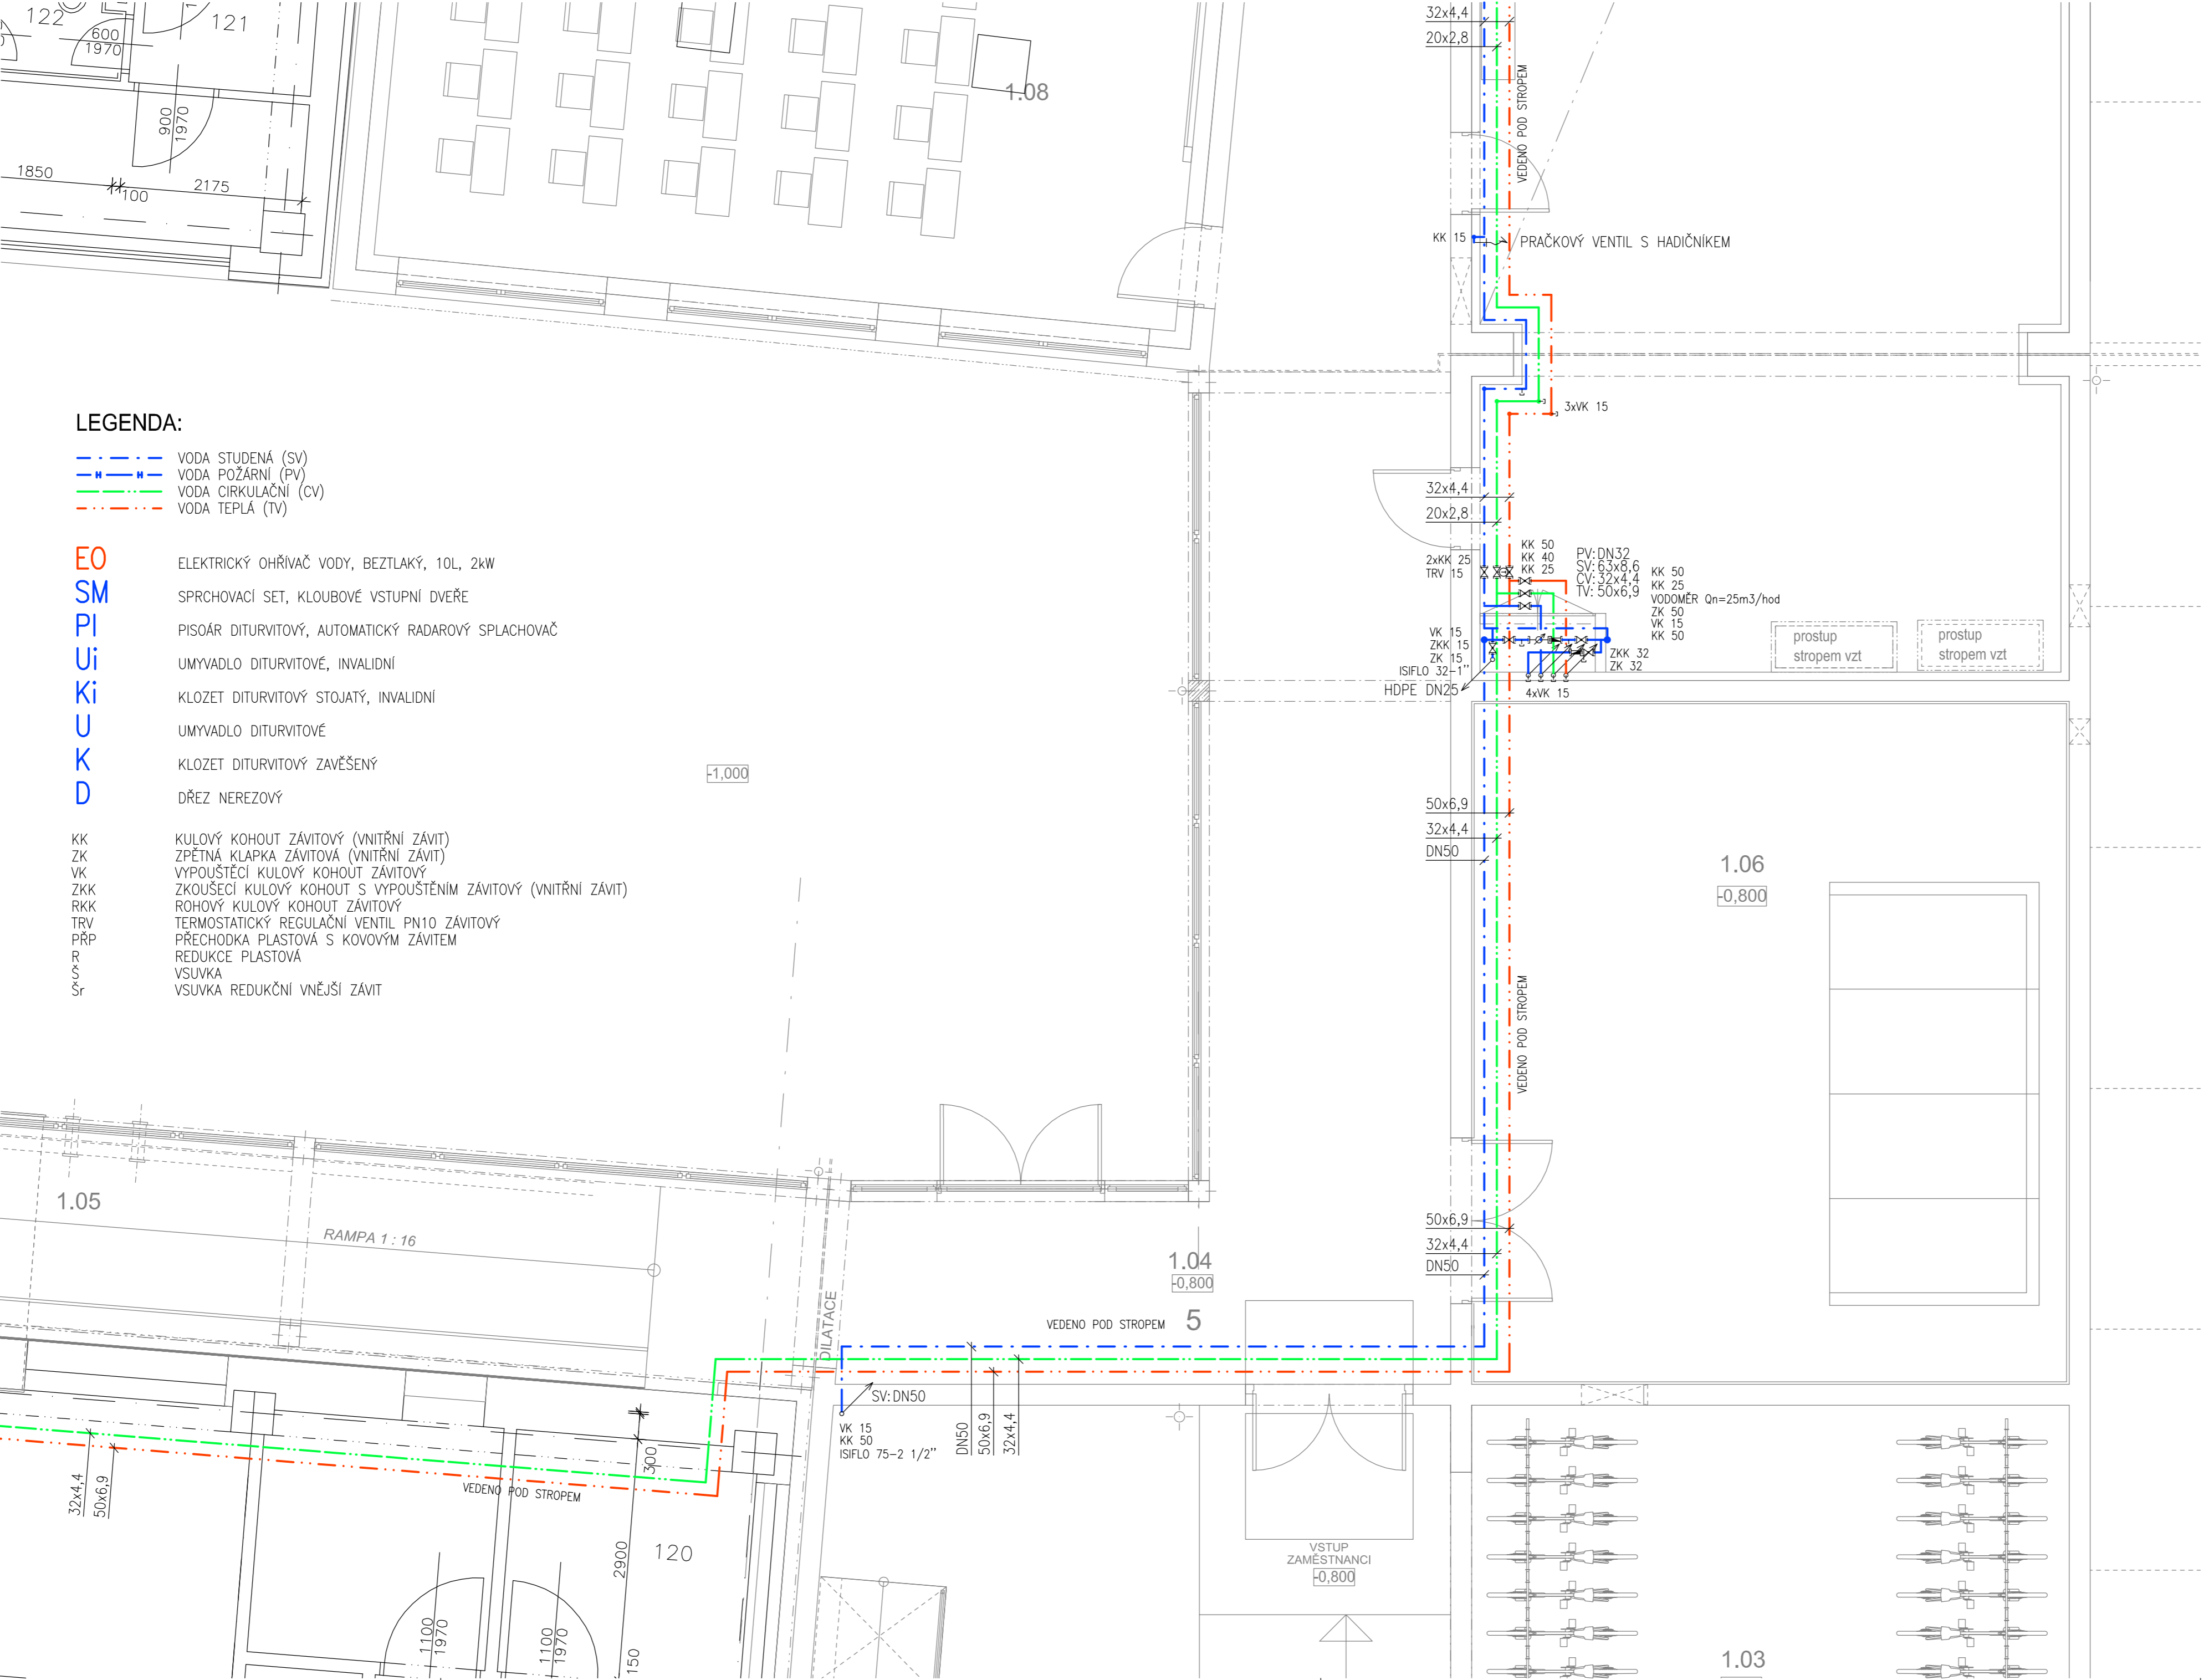 122
121
600
1970
900
1970
1850
100
2175
1.08
32x4,4
20x2,8
VEDENO POD STROPEM
KK 15
PRAČKOVÝ VENTIL S HADIČNÍKEM
3xVK 15
LEGENDA:
VODA STUDENÁ (SV)
VODA POŽÁRNÍ (PV)
VODA CIRKULAČNÍ (CV)
VODA TEPLÁ (TV)
EO ELEKTRICKÝ OHŘÍVAČ VODY, BEZTLAKÝ, 10L, 2kW
SM SPRCHOVACÍ SET, KLOUBOVÉ VSTUPNÍ DVEŘE
PI PISOÁR DITURVITOVÝ, AUTOMATICKÝ RADAROVÝ SPLACHOVAČ
Ui UMYVADLO DITURVITOVÉ, INVALIDNÍ
Ki KLOZET DITURVITOVÝ STOJATÝ, INVALIDNÍ
U UMYVADLO DITURVITOVÉ
K KLOZET DITURVITOVÝ ZAVĚŠENÝ
D DŘEZ NEREZOVÝ
KK KULOVÝ KOHOUT ZÁVITOVÝ (VNITŘNÍ ZÁVIT)
ZK ZPĚTNÁ KLAPKA ZÁVITOVÁ (VNITŘNÍ ZÁVIT)
VK VYPOUŠTĚCÍ KULOVÝ KOHOUT ZÁVITOVÝ
ZKK ZKOUŠECÍ KULOVÝ KOHOUT S VYPOUŠTĚNÍM ZÁVITOVÝ (VNITŘNÍ ZÁVIT)
RKK ROHOVÝ KULOVÝ KOHOUT ZÁVITOVÝ
TRV TERMOSTATICKÝ REGULAČNÍ VENTIL PN10 ZÁVITOVÝ
PŘP PŘECHODKA PLASTOVÁ S KOVOVÝM ZÁVITEM
R REDUKCE PLASTOVÁ
Š VSUVKA
Šr VSUVKA REDUKČNÍ VNĚJŠÍ ZÁVIT
-1,000
32x4,4
20x2,8
2xKK 25
TRV 15
KK 50
KK 40
KK 25
PV: DN32
SV: 63x8,6
CV: 32x4,4
TV: 50x6,9
KK 50
KK 25
VODOMĚR Qn=25m3/hod
ZK 50
VK 15
KK 50
VK 15
ZKK 15
ZK 15
ISIFLO 32-1"
HDPE DN25
ZKK 32
ZK 32
4xVK 15
prostup
stropem vzt
prostup
stropem vzt
50x6,9
32x4,4
DN50
1.06
-0,800
VEDENO POD STROPEM
50x6,9
32x4,4
DN50
1.05
RAMPA 1 : 16
DILATACE
1.04
-0,800
VEDENO POD STROPEM
5
SV: DN50
VK 15
KK 50
ISIFLO 75-2 1/2"
DN50
50x6,9
32x4,4
32x4,4
50x6,9
VEDENO POD STROPEM
300
2900
120
1100
1970
1100
1970
150
VSTUP
ZAMĚSTNANCI
-0,800
1.03